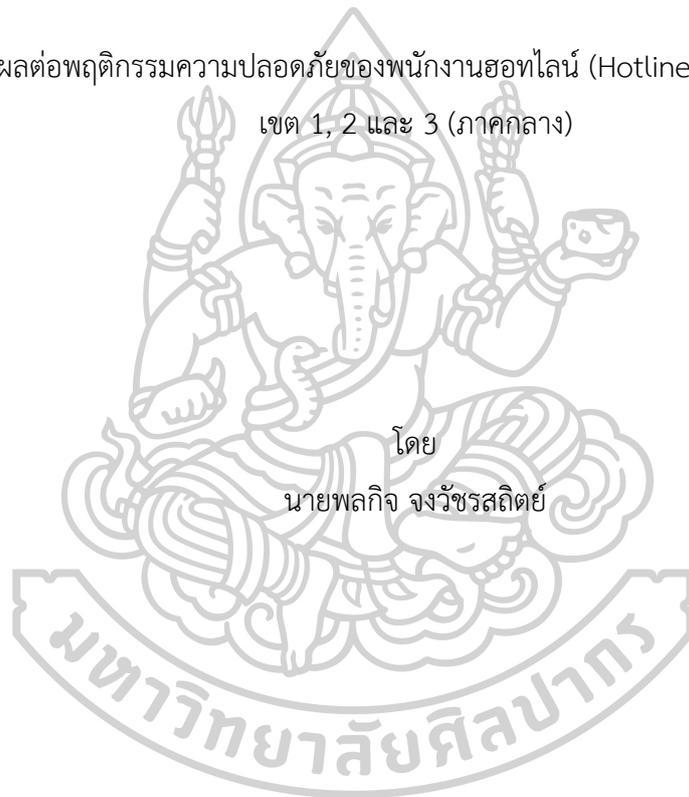 ผลต่อพฤติกรรมความปลอดภัยของพนักงานฮอทไลน์ (Hotline
เขต 1, 2 และ 3 (ภาคกลาง)
โดย
นายพลกิจ จงวัชรสถิตย์
มหาวิทยาลัยศิลปากร